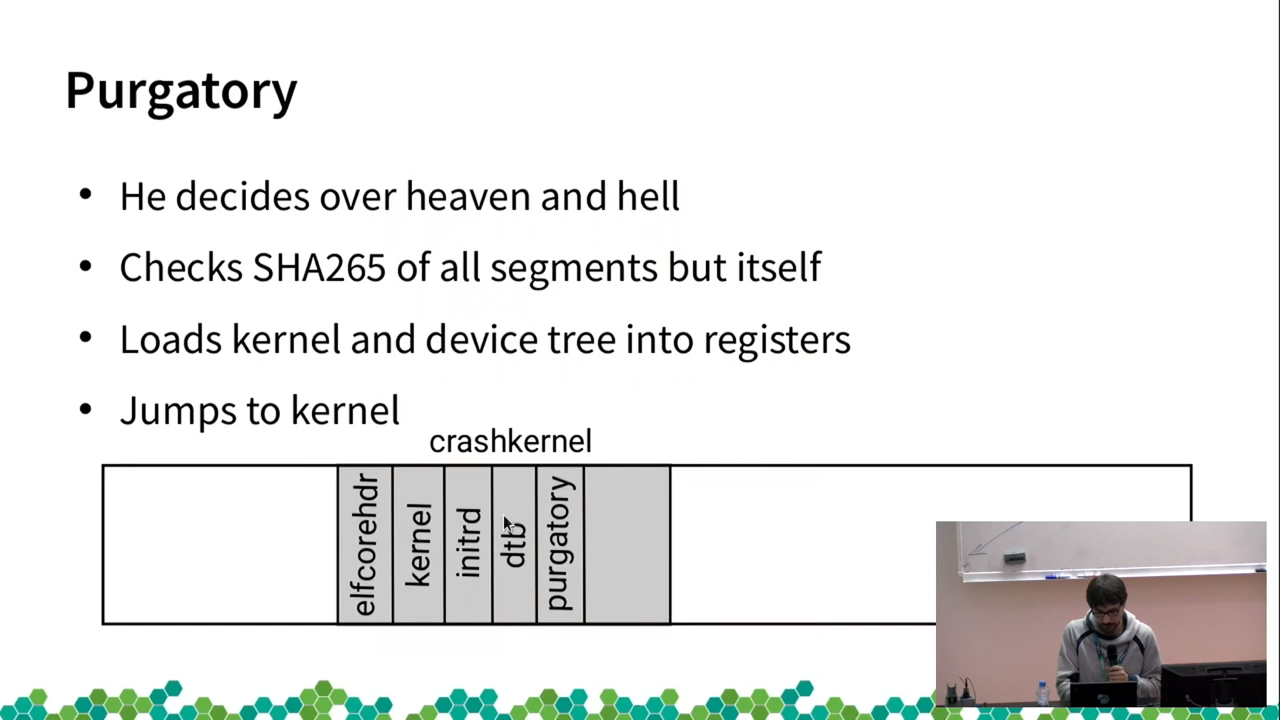 Purgatory
• He decides over heaven and hell
• Checks SHA265 of all segments but itself
• Loads kernel and device tree into registers
• Jumps to kernel
crashkernel
elfcorehdr
kernel
initrd
dtb
purgatory